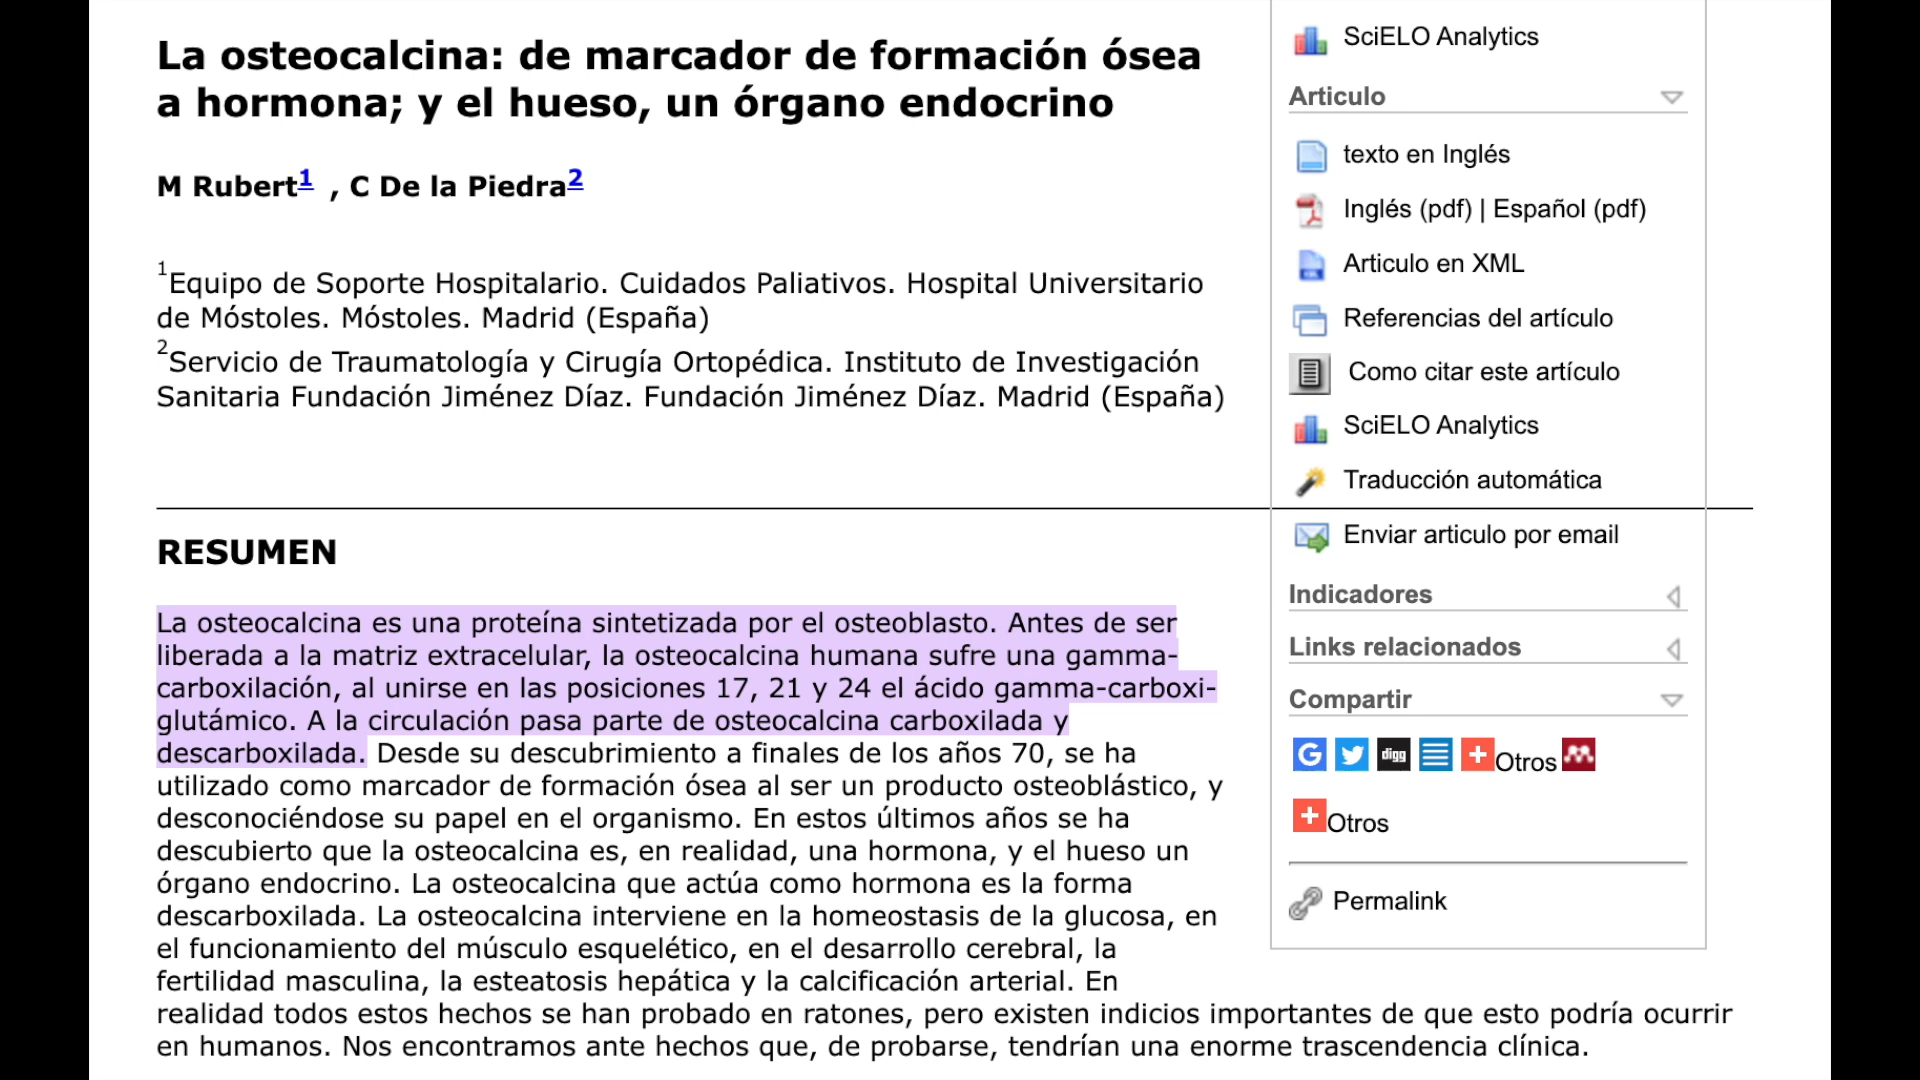 La osteocalcina: de marcador de formación ósea
a hormona; y el hueso, un órgano endocrino
M Rubert1 , C De la Piedra2
1Equipo de Soporte Hospitalario. Cuidados Paliativos. Hospital Universitario
de Móstoles. Móstoles. Madrid (España)
2Servicio de Traumatología y Cirugía Ortopédica. Instituto de Investigación
Sanitaria Fundación Jiménez Díaz. Fundación Jiménez Díaz. Madrid (España)
RESUMEN
La osteocalcina es una proteína sintetizada por el osteoblasto. Antes de ser
liberada a la matriz extracelular, la osteocalcina humana sufre una gamma-
carboxilación, al unirse en las posiciones 17, 21 y 24 el ácido gamma-carboxi-
glutámico. A la circulación pasa parte de osteocalcina carboxilada y
descarboxilada. Desde su descubrimiento a finales de los años 70, se ha
utilizado como marcador de formación ósea al ser un producto osteoblástico, y
desconociéndose su papel en el organismo. En estos últimos años se ha
descubierto que la osteocalcina es, en realidad, una hormona, y el hueso un
órgano endocrino. La osteocalcina que actúa como hormona es la forma
descarboxilada. La osteocalcina interviene en la homeostasis de la glucosa, en
el funcionamiento del músculo esquelético, en el desarrollo cerebral, la
fertilidad masculina, la esteatosis hepática y la calcificación arterial. En
realidad todos estos hechos se han probado en ratones, pero existen indicios importantes de que esto podría ocurrir
en humanos. Nos encontramos ante hechos que, de probarse, tendrían una enorme trascendencia clínica.
SciELO Analytics
Articulo
texto en Inglés
Inglés (pdf) | Español (pdf)
Articulo en XML
Referencias del artículo
Como citar este artículo
SciELO Analytics
Traducción automática
Enviar articulo por email
Indicadores
Links relacionados
Compartir
G digg Otros
Otros
Permalink